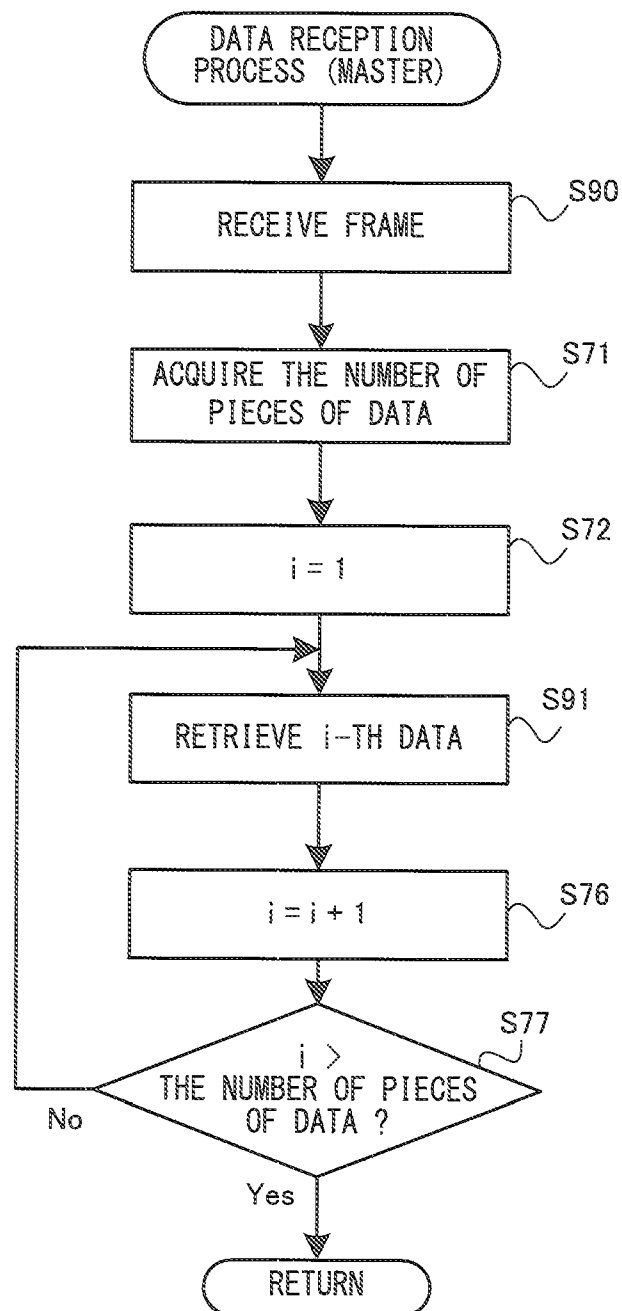 DATA RECEPTION
PROCESS (MASTER)
S90
RECEIVE FRAME
S71
ACQUIRE THE NUMBER OF
PIECES OF DATA
S72
i = 1
S91
RETRIEVE i-TH DATA
S76
i = i + 1
S77
i >
THE NUMBER OF PIECES
OF DATA ?
No
Yes
RETURN